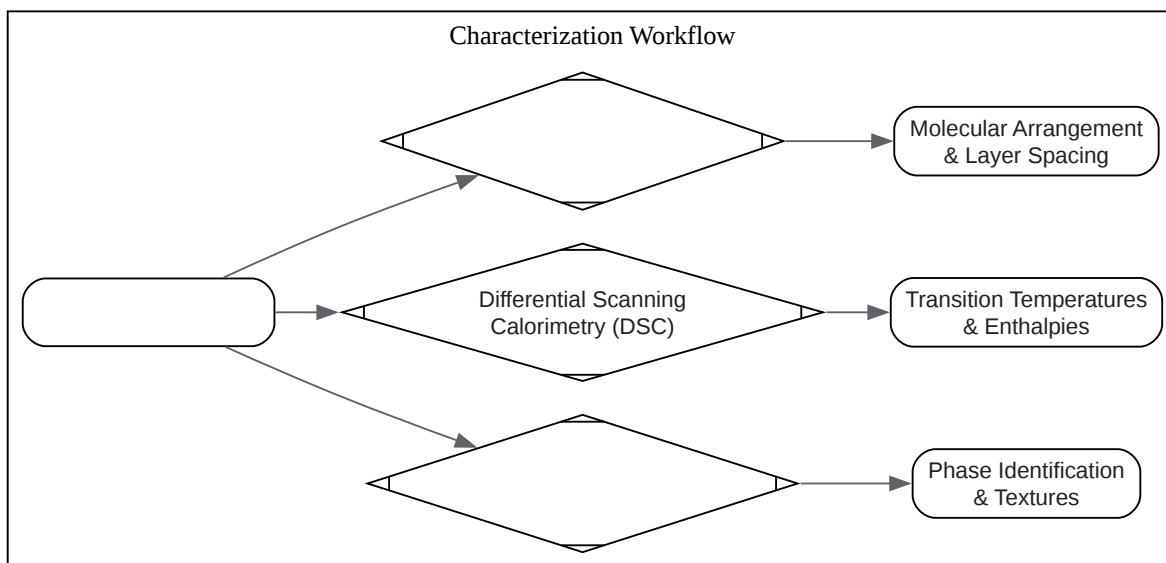 Characterization Workflow
Molecular Arrangement
& Layer Spacing
Differential Scanning
Calorimetry (DSC)
Transition Temperatures
& Enthalpies
Phase Identification
& Textures